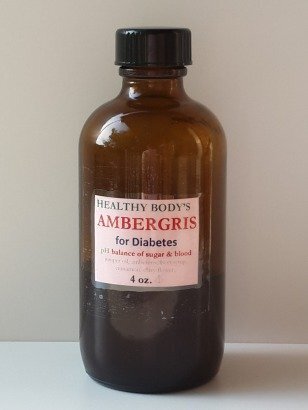 HEALTHY BODY'S
AMBERGRIS
for Diabetes
pH balance of sugar & blood
4 oz.